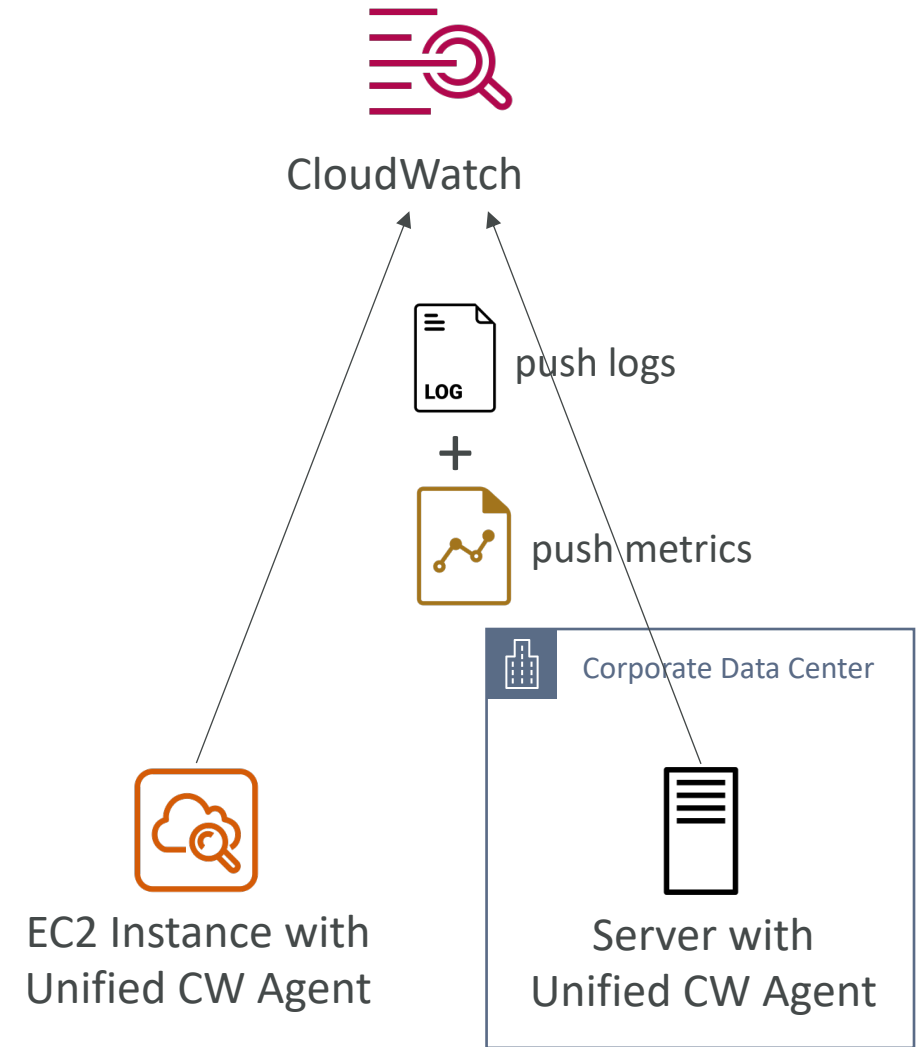 CloudWatch
LOG
push logs
+
push metrics
Corporate Data Center
EC2 Instance with
Unified CW Agent
Server with
Unified CW Agent